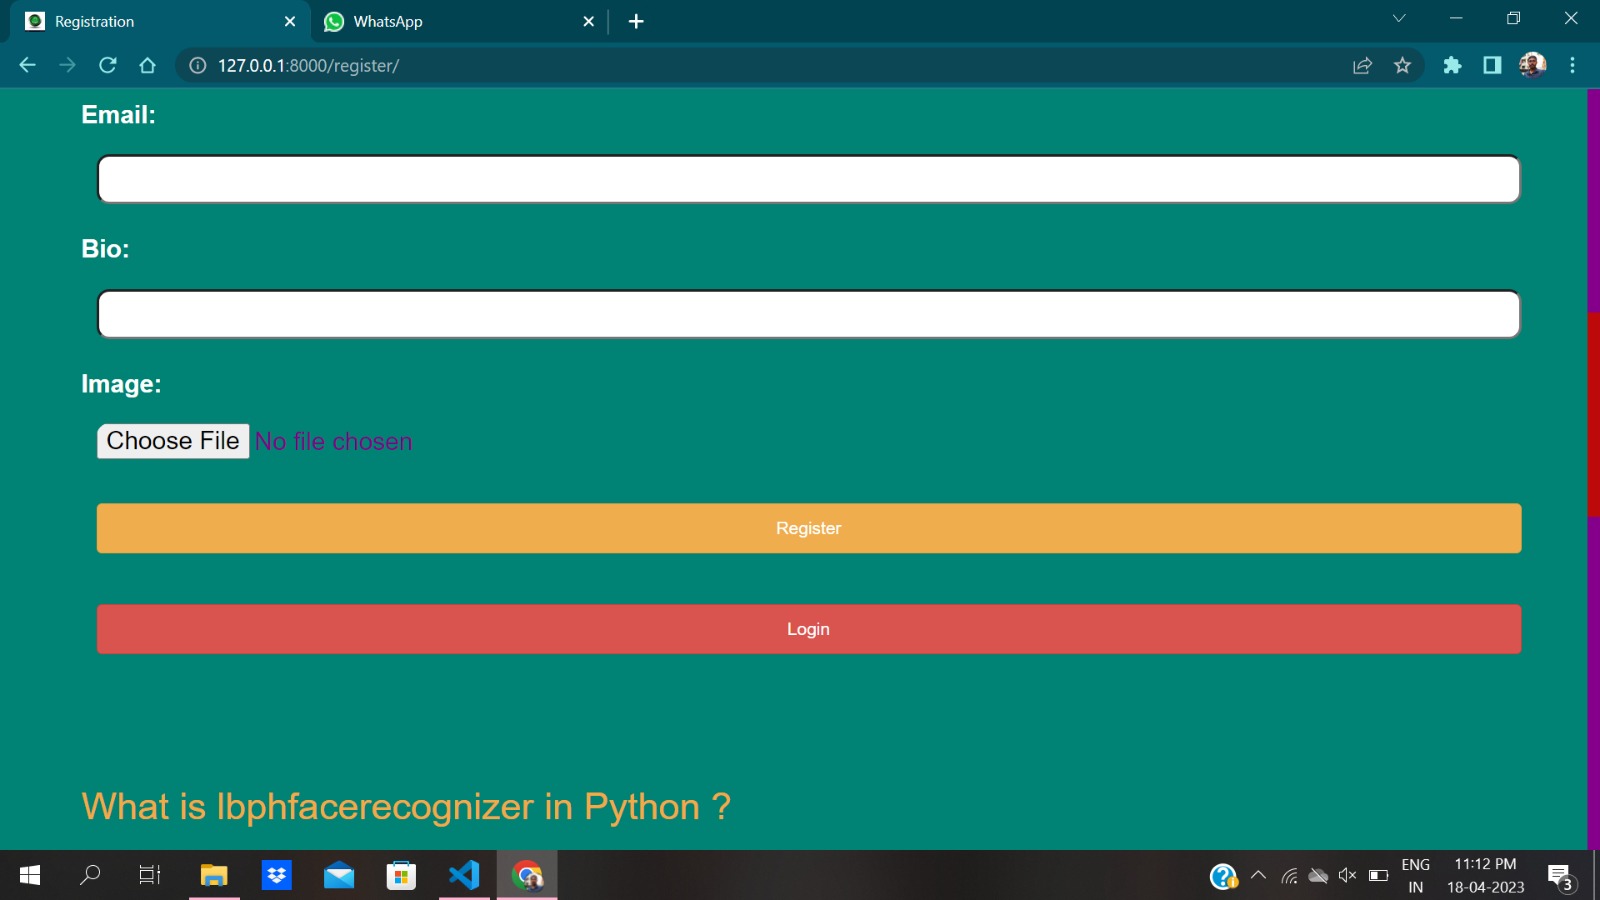 Registration
WhatsApp
127.0.0.1:8000/register/
Email:
Bio:
Image:
Choose File No file chosen
Register
Login
What is lbphfacerecognizer in Python ?
ENG
IN
11:12 PM
18-04-2023
3